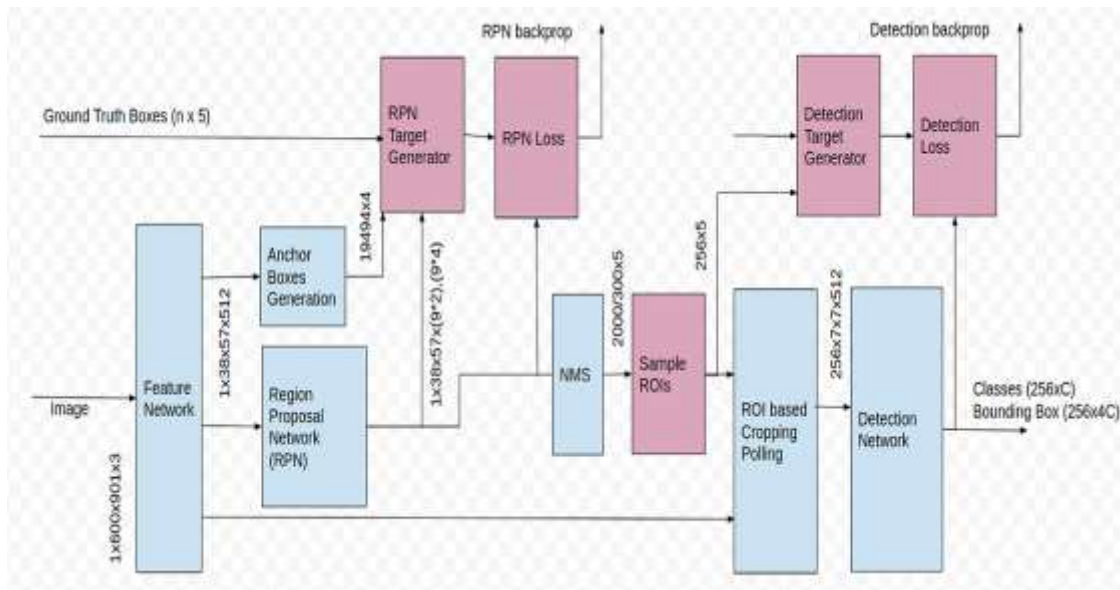 RPN backprop
Detection backprop
Ground Truth Boxes (n x 5)
RPN
Target
Generator
RPN Loss
Detection
Target
Generator
Detection
Loss
19494x4
Anchor
Boxes
Generation
1x38x57x512
1x38x57x(9*2),(9*4)
2000/300x5
256x5
256x7x7x512
Image
Feature
Network
Region
Proposal
Network
(RPN)
NMS
Sample
ROIs
ROI based
Cropping
Polling
Detection
Network
Classes (256xC)
Bounding Box (256x4C)
1x600x901x3